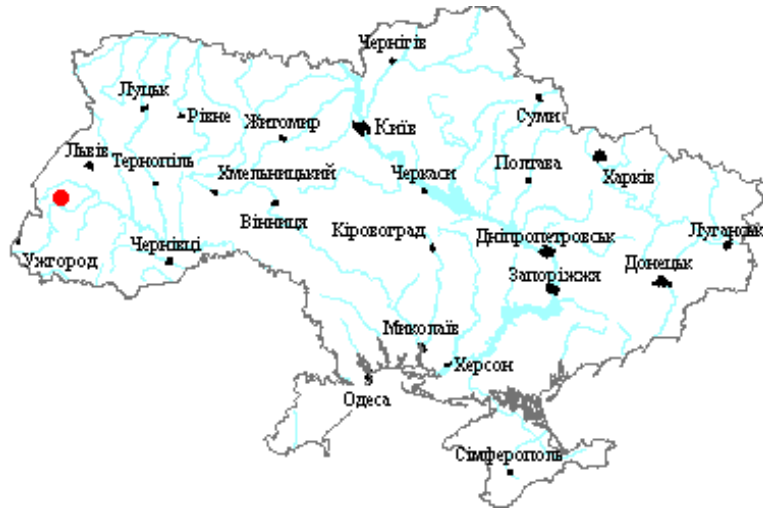 Чернігів
Луцьк
Рівне
Житомир
Київ
Суми
Львів
Тернопіль
Хмельницький
Черкаси
Полтава
Харків
Вінниця
Кіровоград
Дніпропетровськ
Луганськ
Ужгород
Чернівці
Запоріжжя
Донецьк
Миколаїв
Херсон
Одеса
Сімферополь